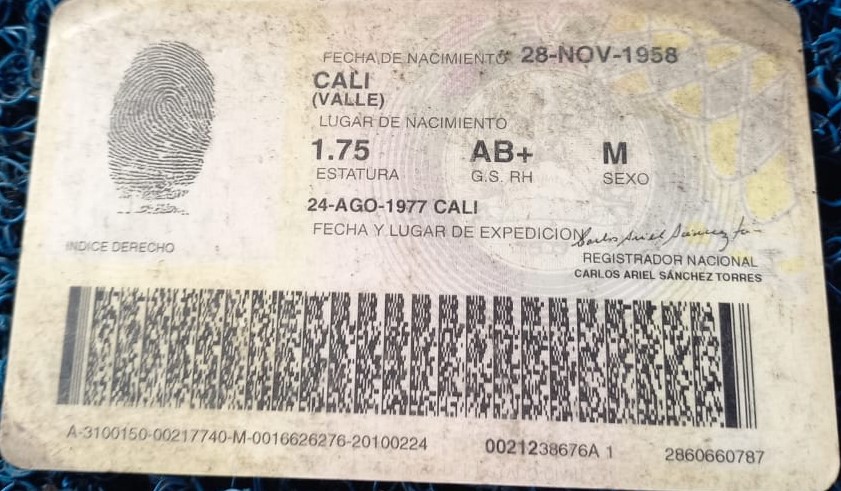 FECHA DE NACIMIENTO 28-NOV-1958
CALI
(VALLE)
LUGAR DE NACIMIENTO
1.75 AB+ M
ESTATURA G.S. RH SEXO
24-AGO-1977 CALI
FECHA Y LUGAR DE EXPEDICION
INDICE DERECHO
REGISTRADOR NACIONAL
CARLOS ARIEL SÁNCHEZ TORRES
A-3100150-00217740-M-0016626276-20100224 0021238676A 1 2860660787